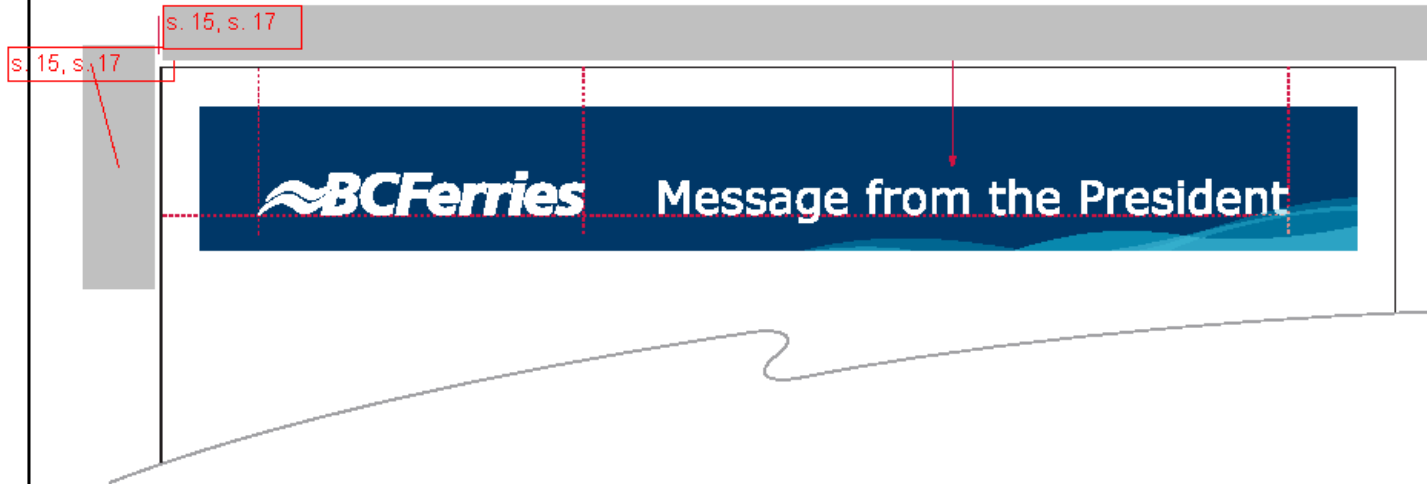 s. 15, s. 17
s. 15, s. 17
BCFerries Message from the President